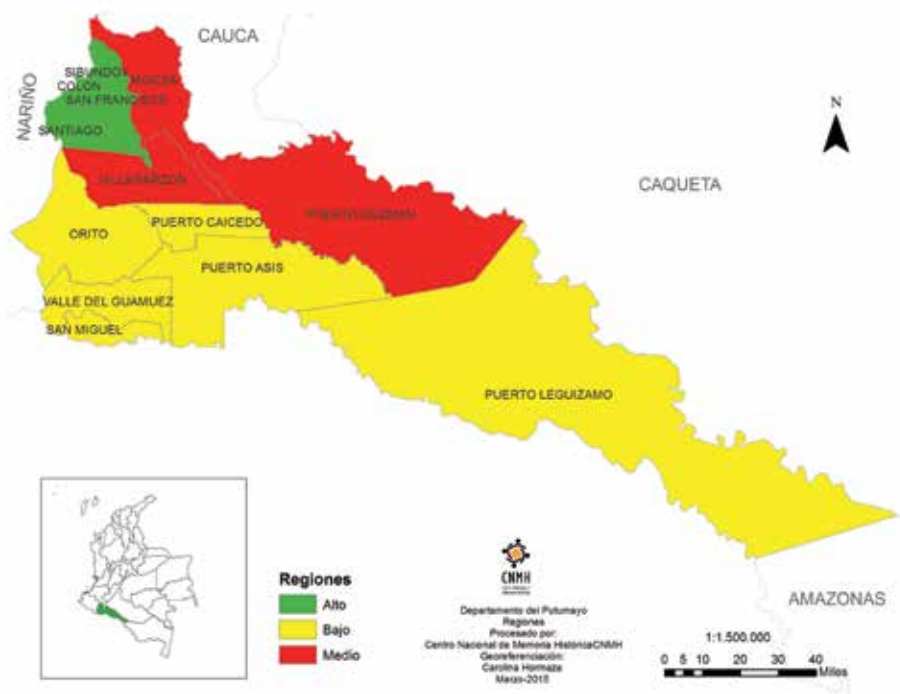 CAUCA
NARIÑO
SIBUNDOY
COLON
MOCOA
SAN FRANCISCO
SANTIAGO
VILLAGARZON
N
CAQUETA
PUERTO GUZMAN
PUERTO CAICEDO
ORITO
PUERTO ASIS
VALLE DEL GUAMUEZ
SAN MIGUEL
PUERTO LEGUIZAMO
AMAZONAS
Regiones
Alto
Bajo
Medio
CNMH
Departamento del Putumayo
Regiones
Procesado por:
Centro Nacional de Memoria HistóricaCNMH
Georeferenciación:
Carolina Hormaza
Marzo-2015
1:1.500.000
0 5 10 20 30 40
Miles